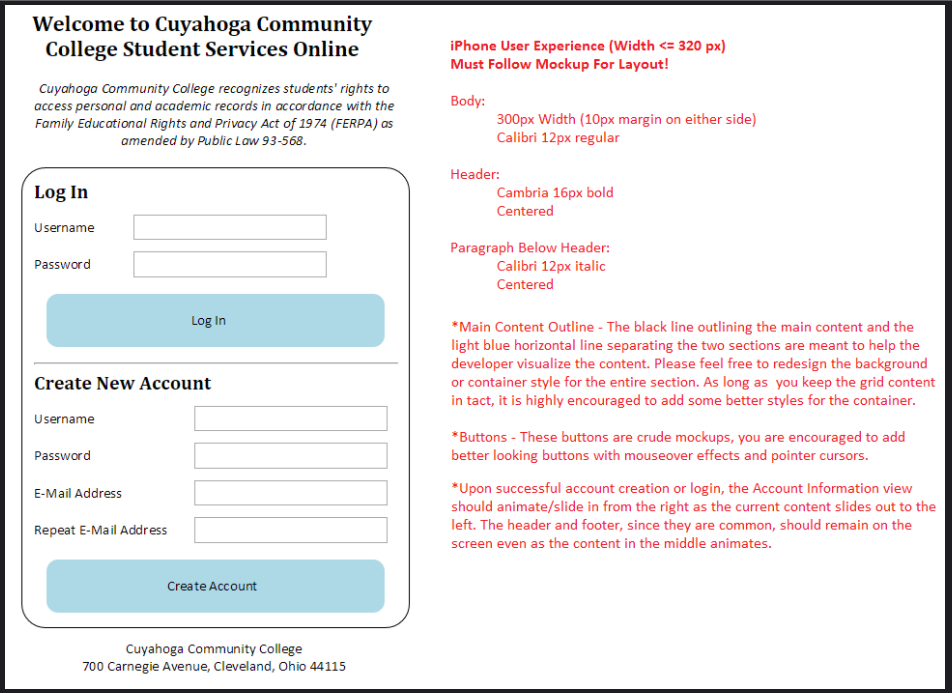 Welcome to Cuyahoga Community
College Student Services Online
Cuyahoga Community College recognizes students' rights to
access personal and academic records in accordance with the
Family Educational Rights and Privacy Act of 1974 (FERPA) as
amended by Public Law 93-568.
Log In
Username
Password
Log In
Create New Account
Username
Password
E-Mail Address
Repeat E-Mail Address
Create Account
Cuyahoga Community College
700 Carnegie Avenue, Cleveland, Ohio 44115
iPhone User Experience (Width <= 320 px)
Must Follow Mockup For Layout!
Body:
300px Width (10px margin on either side)
Calibri 12px regular
Header:
Cambria 16px bold
Centered
Paragraph Below Header:
Calibri 12px italic
Centered
*Main Content Outline - The black line outlining the main content and the
light blue horizontal line separating the two sections are meant to help the
developer visualize the content. Please feel free to redesign the background
or container style for the entire section. As long as  you keep the grid content
in tact, it is highly encouraged to add some better styles for the container.
*Buttons - These buttons are crude mockups, you are encouraged to add
better looking buttons with mouseover effects and pointer cursors.
*Upon successful account creation or login, the Account Information view
should animate/slide in from the right as the current content slides out to the
left. The header and footer, since they are common, should remain on the
screen even as the content in the middle animates.